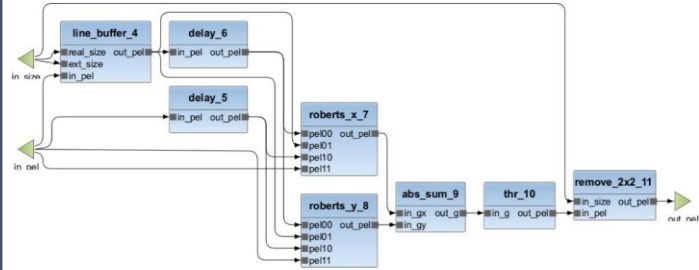 line_buffer_4
real_size out_pel
ext_size
in_pel
delay_6
in_pel out_pel
in_size
delay_5
in_pel out_pel
in_pel
roberts_x_7
pel00 out_pel
pel01
pel10
pel11
roberts_y_8
pel00 out_pel
pel01
pel10
pel11
abs_sum_9
in_gx out_g
in_gy
thr_10
in_g out_pel
remove_2x2_11
in_size out_pel
in_pel
out_pel